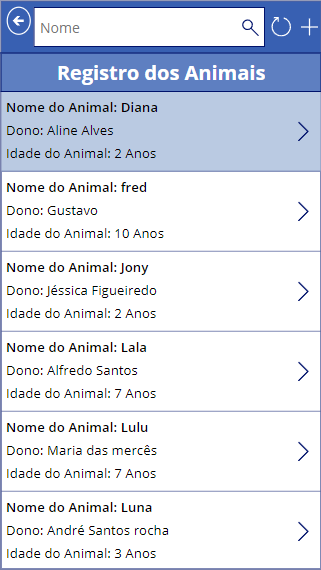 Nome
Registro dos Animais
Nome do Animal: Diana
Dono: Aline Alves
Idade do Animal: 2 Anos
Nome do Animal: fred
Dono: Gustavo
Idade do Animal: 10 Anos
Nome do Animal: Jony
Dono: Jéssica Figueiredo
Idade do Animal: 2 Anos
Nome do Animal: Lala
Dono: Alfredo Santos
Idade do Animal: 7 Anos
Nome do Animal: Lulu
Dono: Maria das mercês
Idade do Animal: 7 Anos
Nome do Animal: Luna
Dono: André Santos rocha
Idade do Animal: 3 Anos